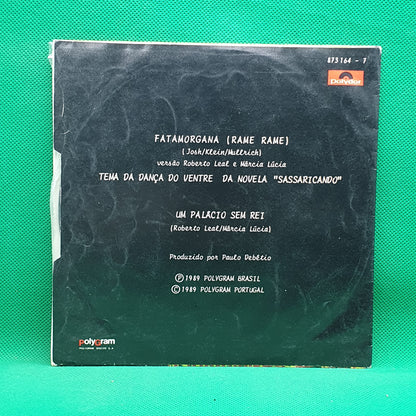 873 164 - 7
Polydor
FATAMORGANA (RAME RAME)
(Josh/Klein/Mullrich)
versão Roberto Leal e Márcia Lúcia
TEMA DA DANÇA DO VENTRE DA NOVELA "SASSARICANDO"
UM PALÁCIO SEM REI
(Roberto Leal/Márcia Lúcia)
Produzido por Paulo Debétio
Ⓟ 1989 POLYGRAM BRASIL
© 1989 POLYGRAM PORTUGAL
polyGram